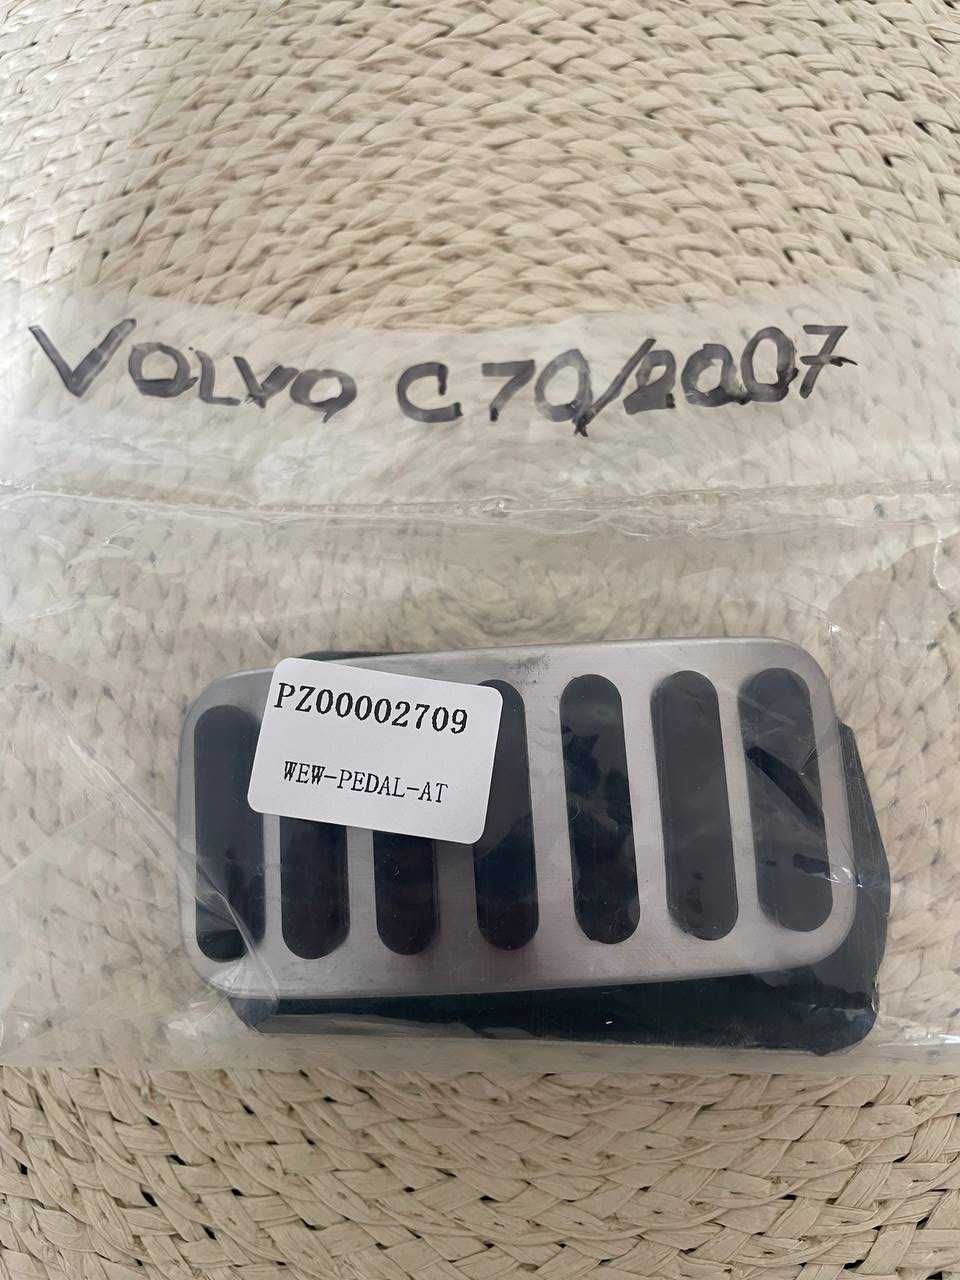 VOLVO C70/2007
PZ00002709
WEW-PEDAL-AT